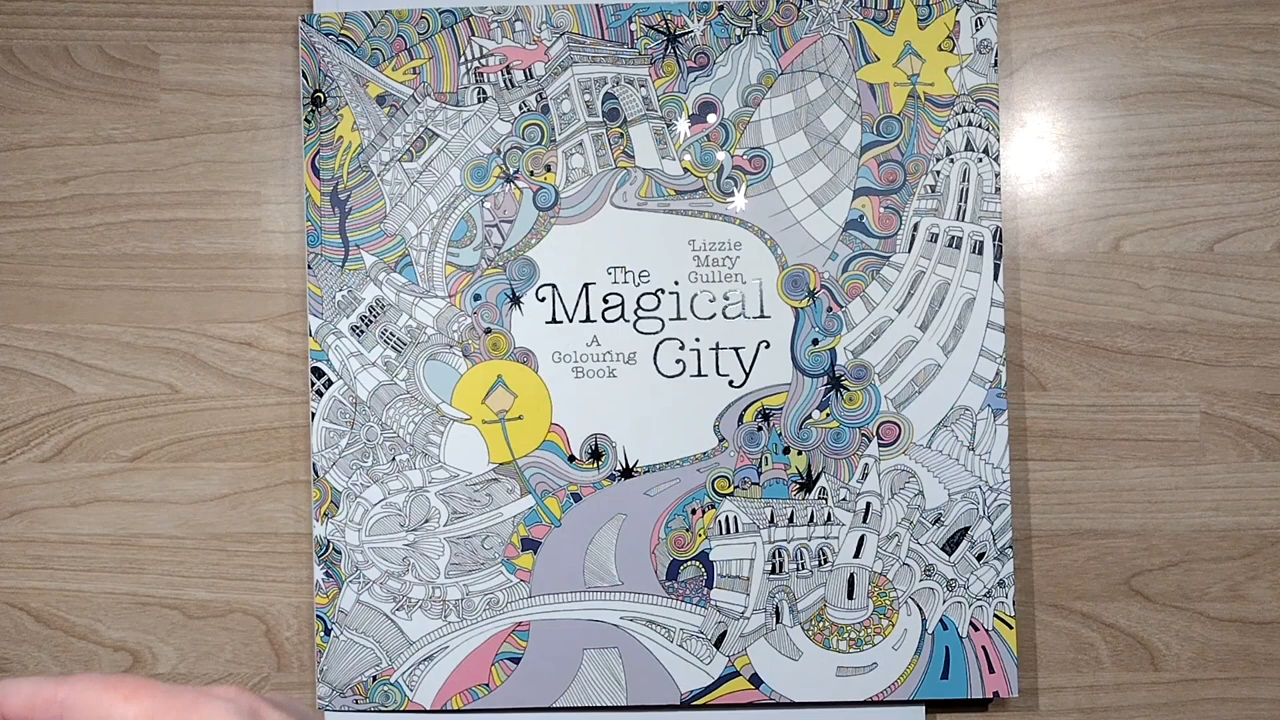 Lizzie
Mary
Cullen
The
Magical
City
A
Colouring
Book